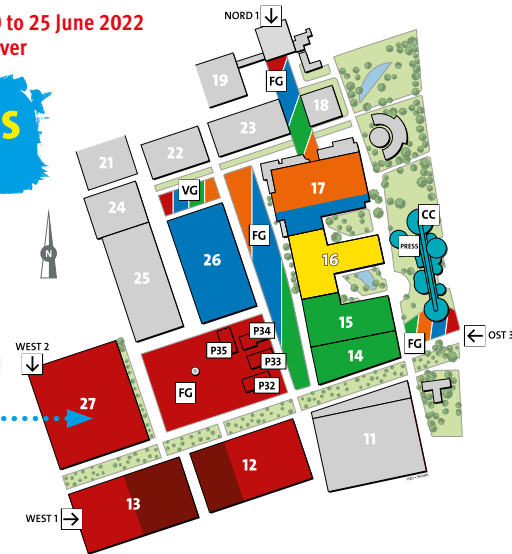 0 to 25 June 2022
over
S
NORD 1
FG
19
18
23
22
21
VG
17
24
FG
CC
PRESS
26
16
25
N
15
P34
P35
14
OST 3
FG
WEST 2
P33
P32
FG
27
11
12
13
WEST 1